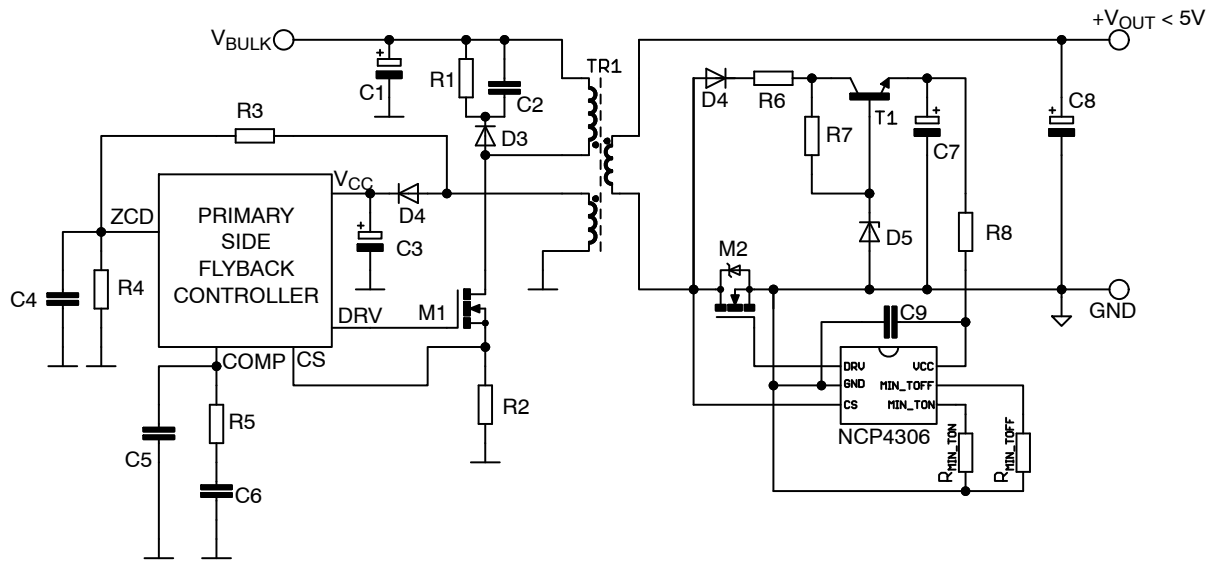 +V_OUT < 5V
V_BULK
C1
R1
C2
TR1
D4
R6
T1
C8
R3
D3
R7
C7
V_CC
ZCD
PRIMARY
SIDE
FLYBACK
CONTROLLER
D4
C3
D5
R8
M2
C4
R4
DRV
M1
C9
GND
COMP
CS
DRV
VCC
GND
MIN_TOFF
CS
MIN_TON
NCP4306
R2
R5
C5
C6
R_MIN_TON
R_MIN_TOFF